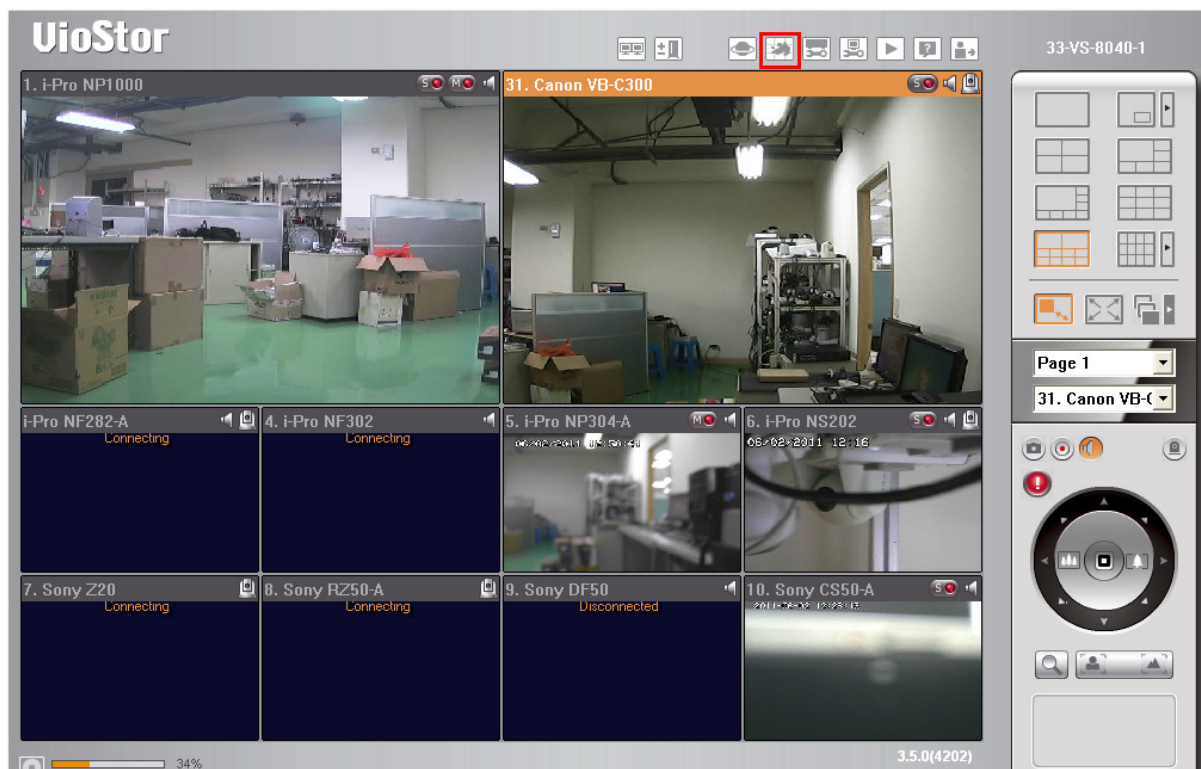 VioStor
33-VS-8040-1
1. i-Pro NP1000
S
M
31. Canon VB-C300
S
Page 1
31. Canon VB-(
i-Pro NF282-A
Connecting
4. i-Pro NF302
Connecting
5. i-Pro NP304-A
M
6. i-Pro NS202
S
06/02/2011 12:16
7. Sony Z20
Connecting
8. Sony RZ50-A
Connecting
9. Sony DF50
Disconnected
10. Sony CS50-A
S
34%
3.5.0(4202)